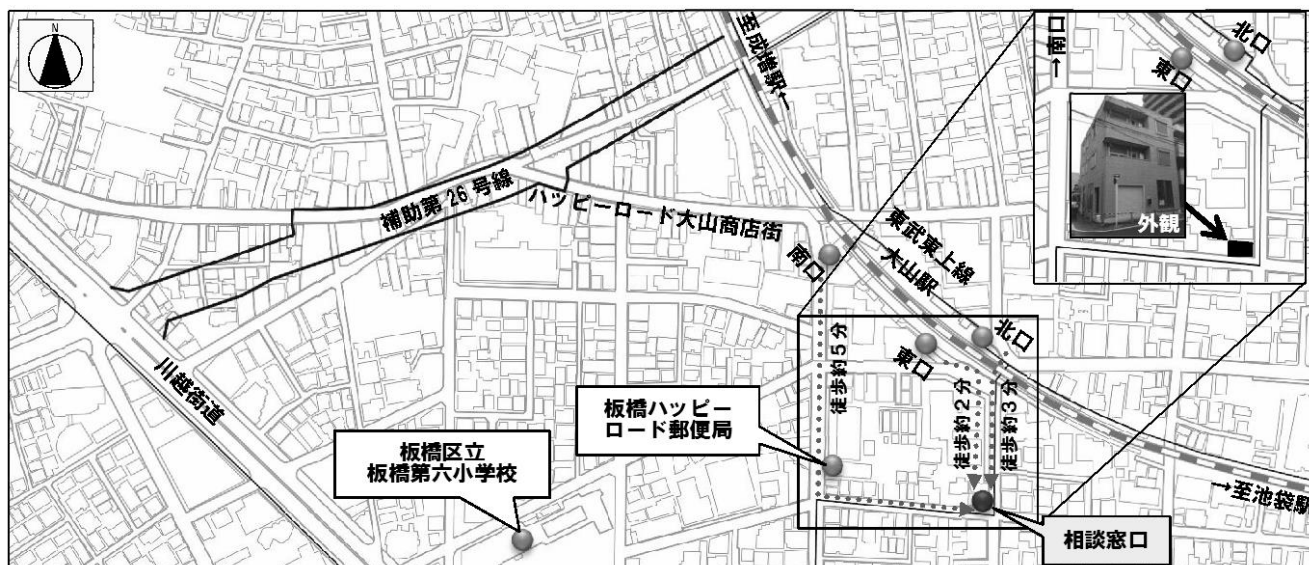 N
至成増駅←
→南口
北口
東口
外観
補助第26号線
ハッピーロード大山商店街
東武東上線
大山駅
南口
北口
東口
徒歩約5分
徒歩約2分
徒歩約3分
川越街道
板橋ハッピー
ロード郵便局
板橋区立
板橋第六小学校
→至池袋駅
相談窓口